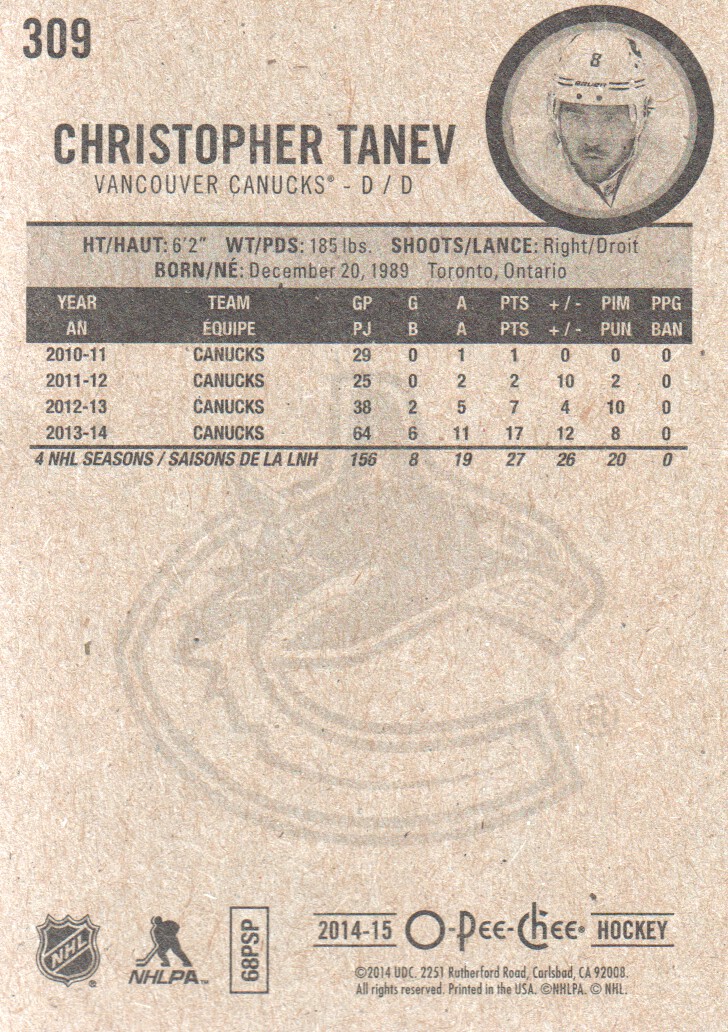 309
8
BAUER
CHRISTOPHER TANEV
VANCOUVER CANUCKS® - D / D
HT/HAUT: 6'2" WT/PDS: 185 lbs. SHOOTS/LANCE: Right/Droit
BORN/NÉ: December 20, 1989 Toronto, Ontario
YEAR TEAM GP G A PTS +/- PIM PPG
AN ÉQUIPE PJ B A PTS +/- PUN BAN
2010-11 CANUCKS 29 0 1 1 0 0 0
2011-12 CANUCKS 25 0 2 2 10 2 0
2012-13 CANUCKS 38 2 5 7 4 10 0
2013-14 CANUCKS 64 6 11 17 12 8 0
4 NHL SEASONS / SAISONS DE LA LNH 156 8 19 27 26 20 0
®
NHL ®
NHLPA™
68PSP
2014-15 O-Pee-Chee® HOCKEY
©2014 UDC. 2251 Rutherford Road, Carlsbad, CA 92008.
All rights reserved. Printed in the USA. ©NHLPA. © NHL.